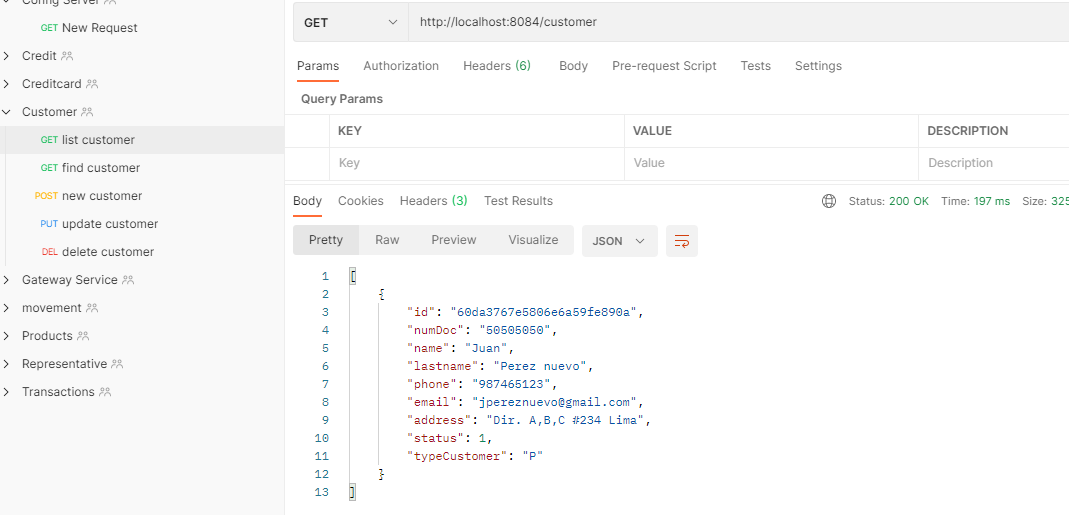 Config Server
GET New Request
Credit
Creditcard
Customer
GET list customer
GET find customer
POST new customer
PUT update customer
DEL delete customer
Gateway Service
movement
Products
Representative
Transactions
GET http://localhost:8084/customer
Params Authorization Headers (6) Body Pre-request Script Tests Settings
Query Params
KEY VALUE DESCRIPTION
Key Value Description
Body Cookies Headers (3) Test Results Status: 200 OK Time: 197 ms Size: 325
Pretty Raw Preview Visualize JSON
1 [
2 {
3 "id": "60da3767e5806e6a59fe890a",
4 "numDoc": "50505050",
5 "name": "Juan",
6 "lastname": "Perez nuevo",
7 "phone": "987465123",
8 "email": "jpereznuevo@gmail.com",
9 "address": "Dir. A,B,C #234 Lima",
10 "status": 1,
11 "typeCustomer": "P"
12 }
13 ]